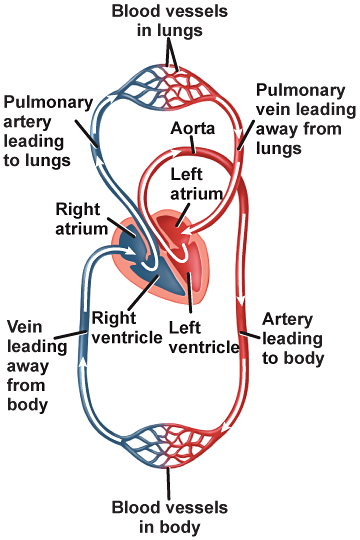 Blood vessels
in lungs
Pulmonary
artery
leading
to lungs
Pulmonary
vein leading
away from
lungs
Aorta
Left
atrium
Right
atrium
Right
ventricle
Left
ventricle
Vein
leading
away
from
body
Artery
leading
to body
Blood vessels
in body